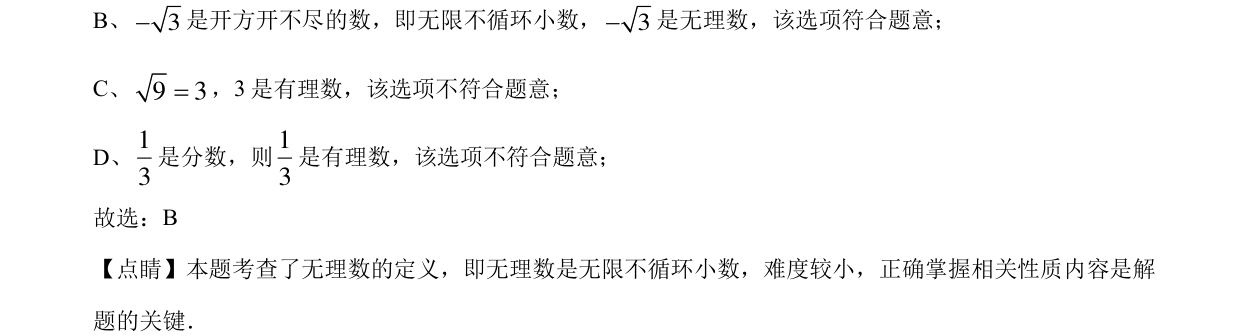 B、$-\sqrt{3}$ 是开方开不尽的数，即无限不循环小数，$-\sqrt{3}$ 是无理数，该选项符合题意；
C、$\sqrt{9}=3$，3 是有理数，该选项不符合题意；
D、$\frac{1}{3}$ 是分数，则 $\frac{1}{3}$ 是有理数，该选项不符合题意；
故选：B
【点睛】本题考查了无理数的定义，即无理数是无限不循环小数，难度较小，正确掌握相关性质内容是解
题的关键．